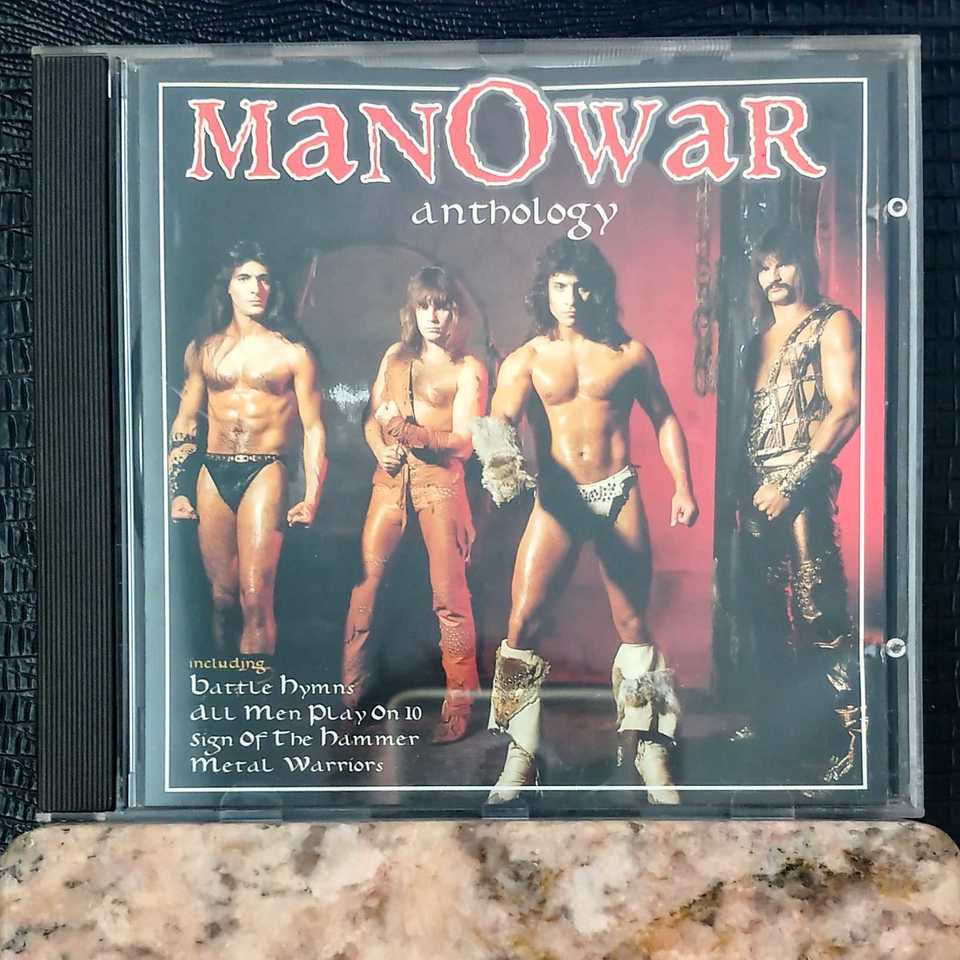 MaNOwaR
anthology
including
Battle Hymns
All Men Play On 10
Sign Of The Hammer
Metal Warriors